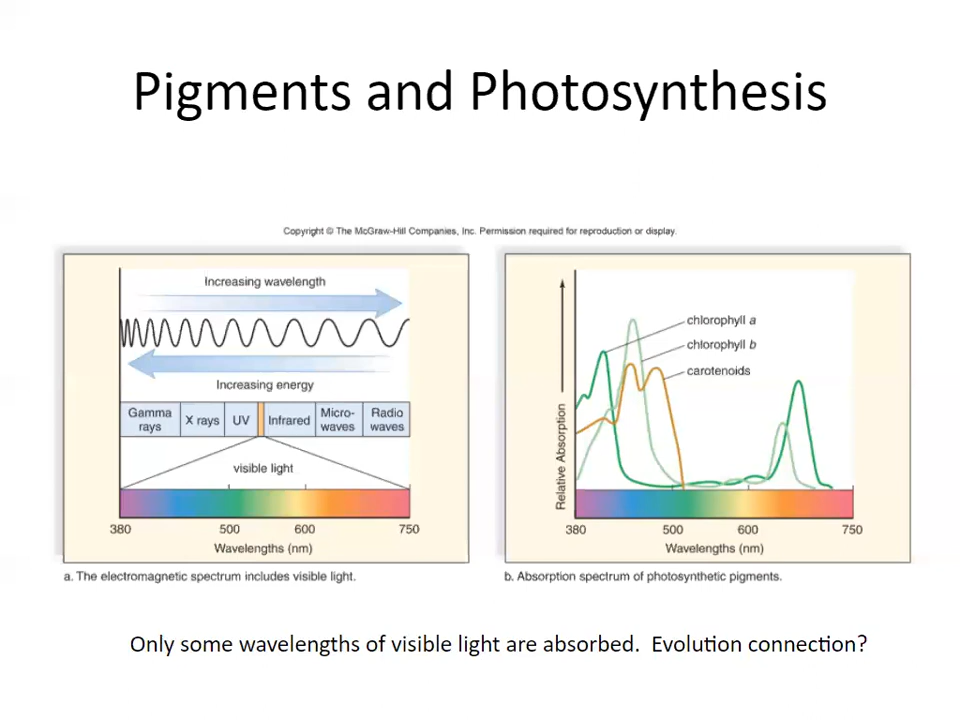 Pigments and Photosynthesis
Copyright © The McGraw-Hill Companies, Inc. Permission required for reproduction or display.
Increasing wavelength
Increasing energy
Gamma
rays
X rays
UV
Infrared
Micro-
waves
Radio
waves
visible light
380
500
600
750
Wavelengths (nm)
a. The electromagnetic spectrum includes visible light.
Relative Absorption
chlorophyll a
chlorophyll b
carotenoids
380
500
600
750
Wavelengths (nm)
b. Absorption spectrum of photosynthetic pigments.
Only some wavelengths of visible light are absorbed. Evolution connection?